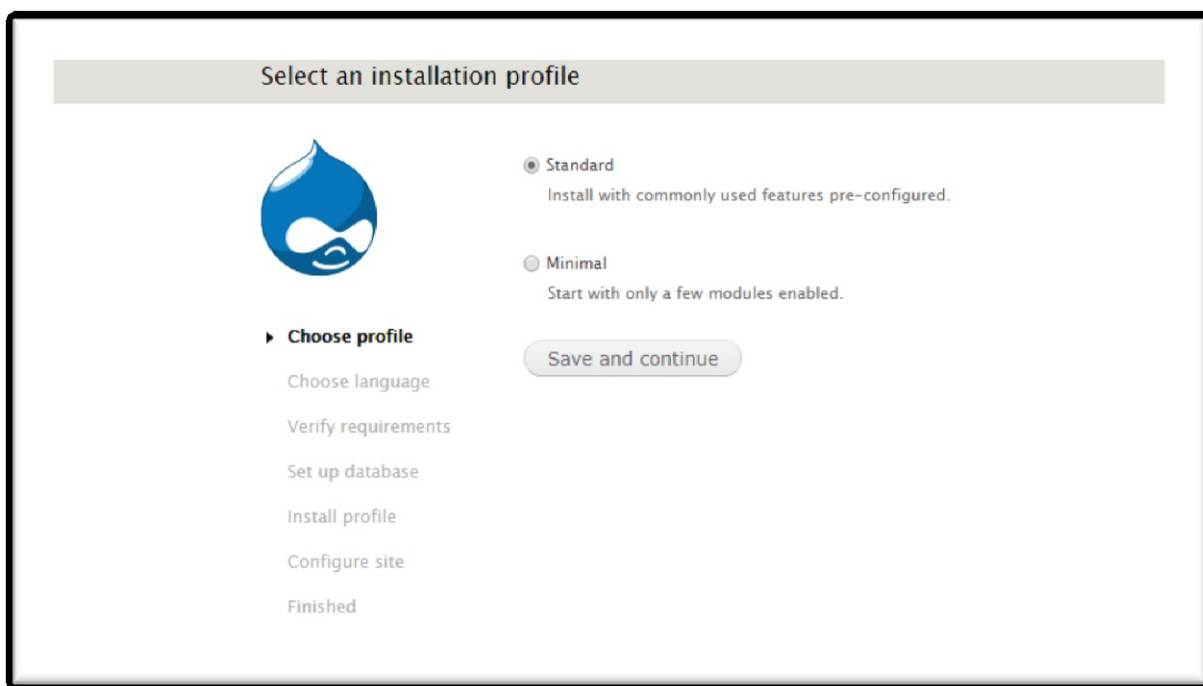 Select an installation profile
Standard
Install with commonly used features pre-configured.
Minimal
Start with only a few modules enabled.
Save and continue
Choose profile
Choose language
Verify requirements
Set up database
Install profile
Configure site
Finished